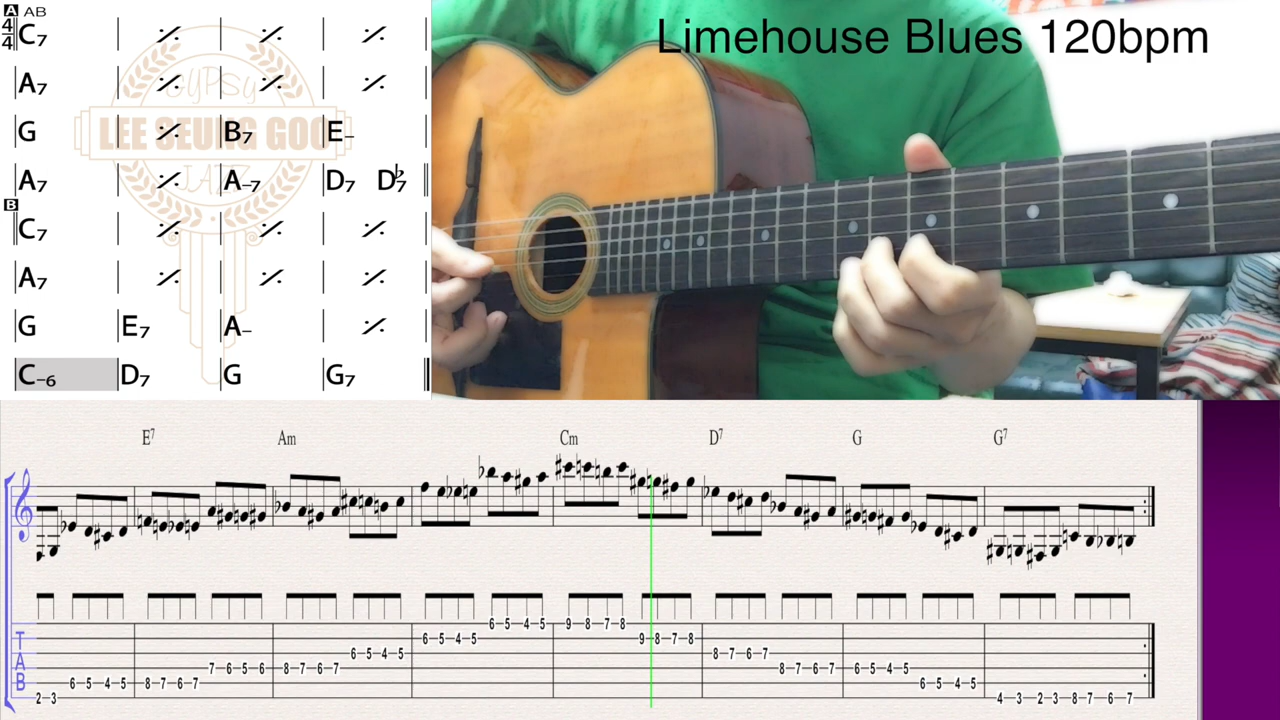 A AB
4/4 C7 | 𝄎 | 𝄎 | 𝄎
A7 | 𝄎 | 𝄎 | 𝄎
G | 𝄎 | B7 | E–
A7 | 𝄎 | A–7 | D7 D♭7
B
C7 | 𝄎 | 𝄎 | 𝄎
A7 | 𝄎 | 𝄎 | 𝄎
G | E7 | A– | 𝄎
C–6 | D7 | G | G7
GYPSY
LEE SEUNG GOO
JAZZ
Limehouse Blues 120bpm
E7 Am Cm D7 G G7
T
A
B
6 5 4 5 9 8 7 8
6 5 4 5 9 8 7 8
6 5 4 5 8 7 6 7
7 6 5 6 8 7 6 7 8 7 6 7 6 5 4 5
6 5 4 5 8 7 6 7 6 5 4 5
2 3 4 3 2 3 8 7 6 7